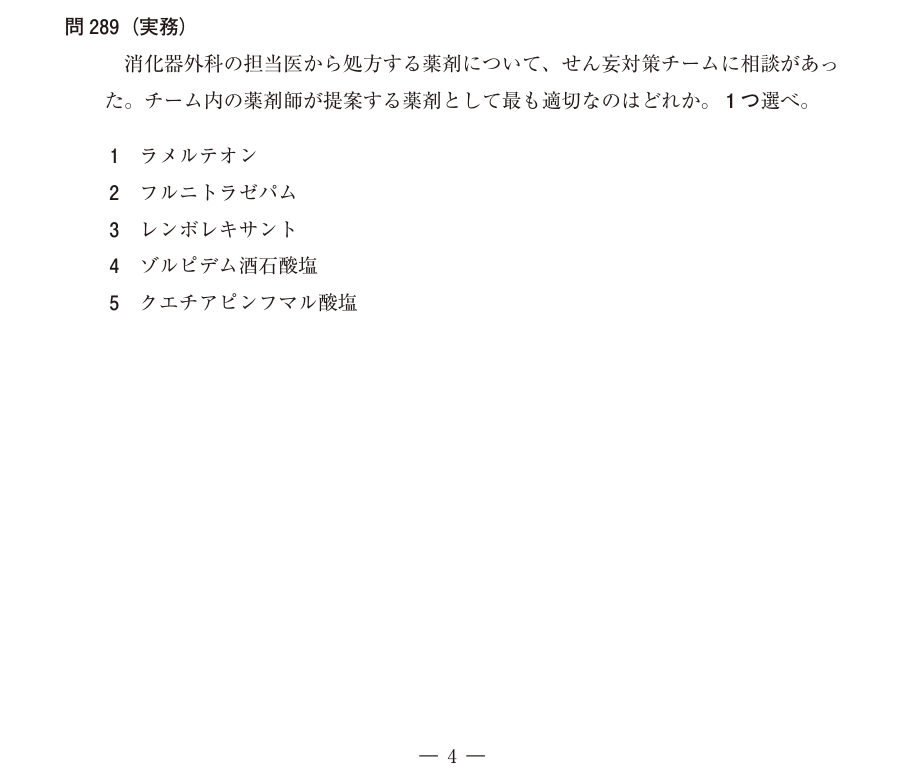 問 289（実務）
消化器外科の担当医から処方する薬剤について、せん妄対策チームに相談があっ
た。チーム内の薬剤師が提案する薬剤として最も適切なのはどれか。1つ選べ。
1 ラメルテオン
2 フルニトラゼパム
3 レンボレキサント
4 ゾルピデム酒石酸塩
5 クエチアピンフマル酸塩
― 4 ―